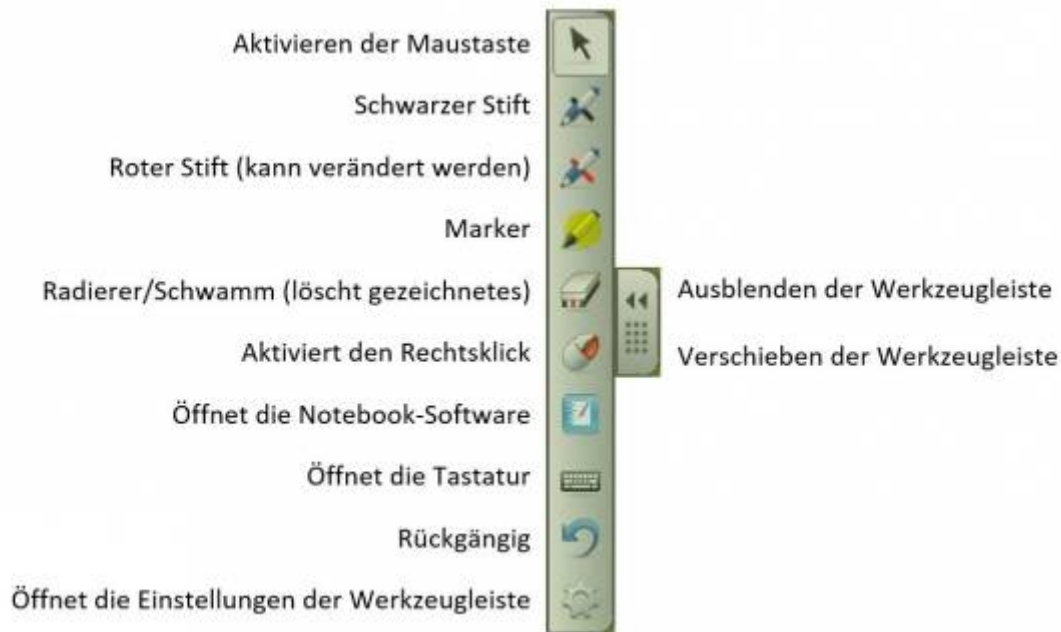 Aktivieren der Maustaste
Schwarzer Stift
Roter Stift (kann verändert werden)
Marker
Radierer/Schwamm (löscht gezeichnetes)
Ausblenden der Werkzeugleiste
Aktiviert den Rechtsklick
Verschieben der Werkzeugleiste
Öffnet die Notebook-Software
Öffnet die Tastatur
Rückgängig
Öffnet die Einstellungen der Werkzeugleiste